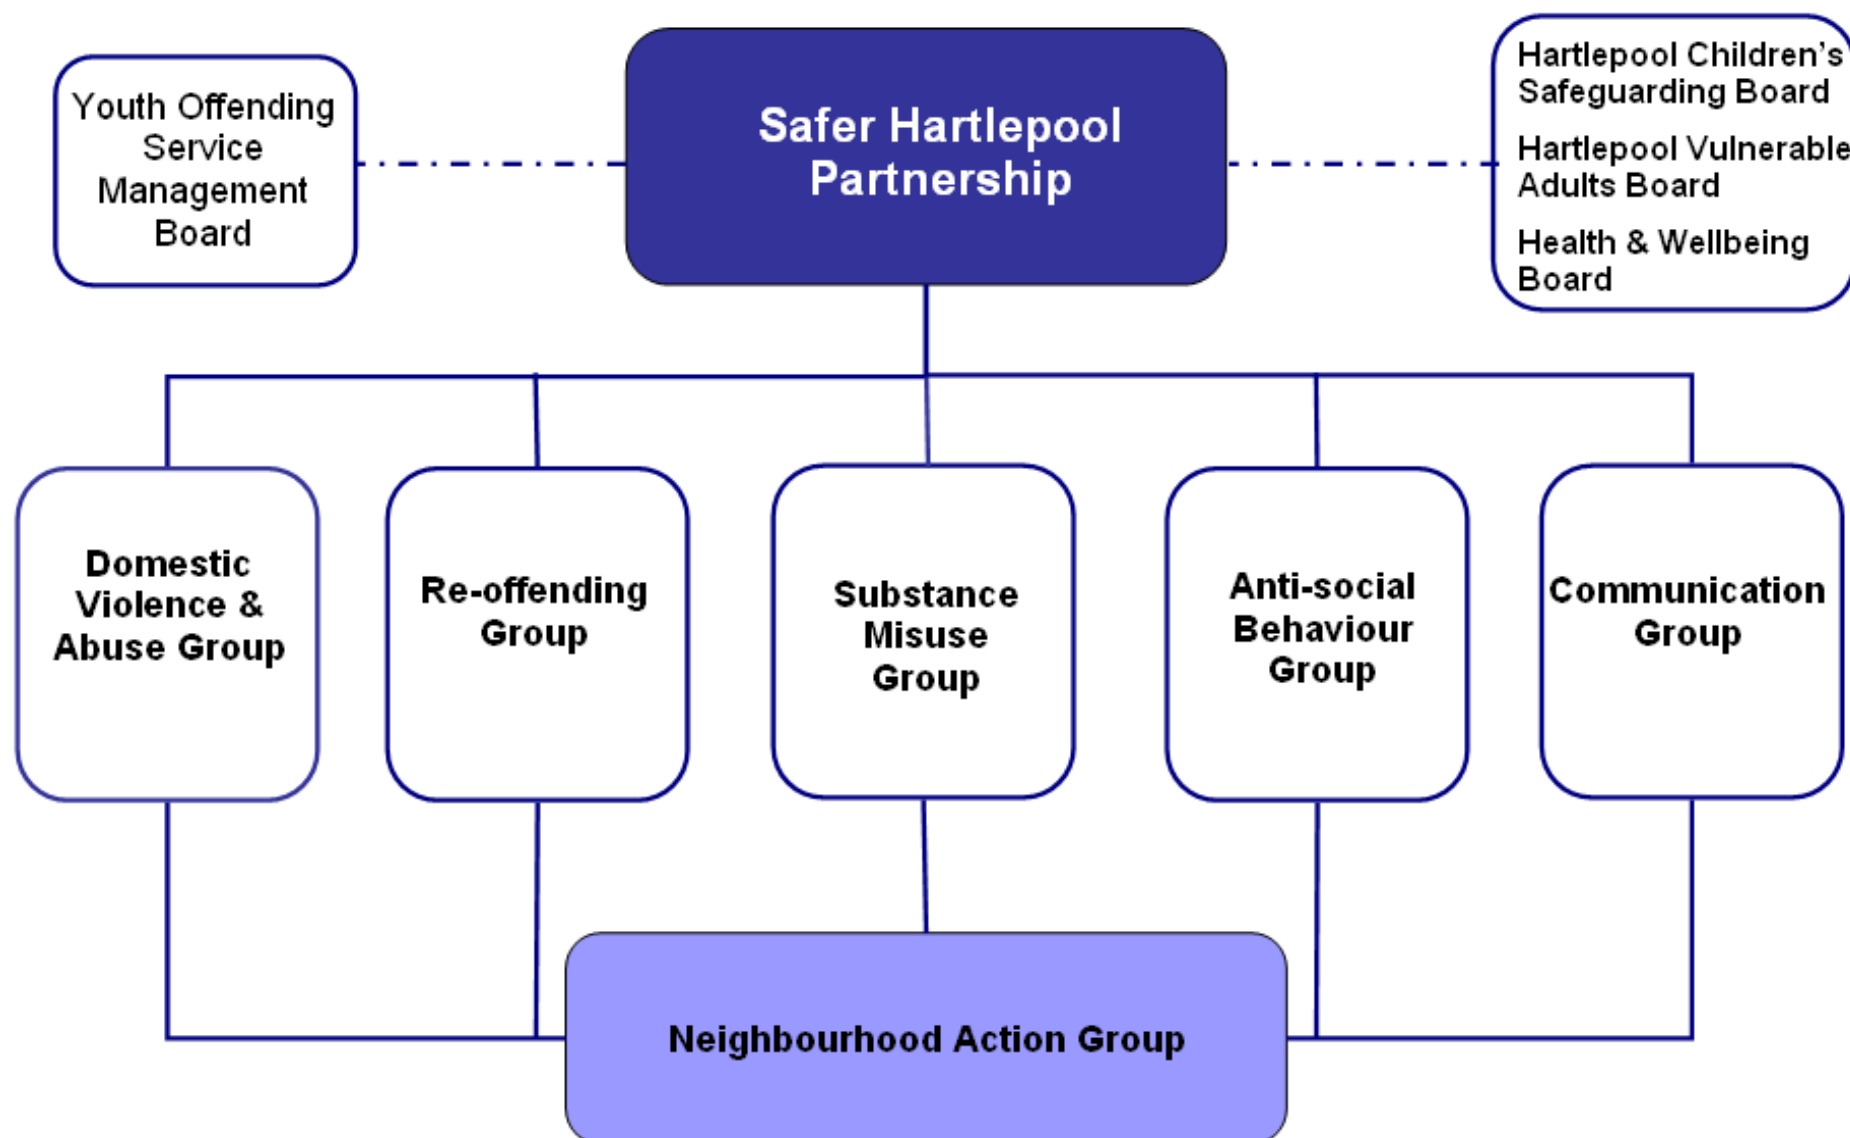 Youth Offending
Service
Management
Board
Safer Hartlepool
Partnership
Hartlepool Children's
Safeguarding Board
Hartlepool Vulnerable
Adults Board
Health & Wellbeing
Board
Domestic
Violence &
Abuse Group
Re-offending
Group
Substance
Misuse
Group
Anti-social
Behaviour
Group
Communication
Group
Neighbourhood Action Group